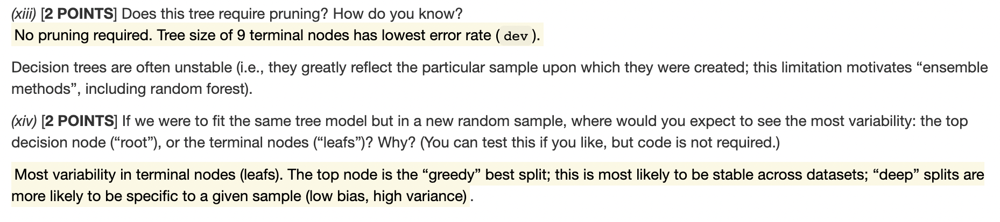 (xiii) [2 POINTS] Does this tree require pruning? How do you know?
No pruning required. Tree size of 9 terminal nodes has lowest error rate ( dev ).
Decision trees are often unstable (i.e., they greatly reflect the particular sample upon which they were created; this limitation motivates “ensemble
methods”, including random forest).
(xiv) [2 POINTS] If we were to fit the same tree model but in a new random sample, where would you expect to see the most variability: the top
decision node (“root”), or the terminal nodes (“leafs”)? Why? (You can test this if you like, but code is not required.)
Most variability in terminal nodes (leafs). The top node is the “greedy” best split; this is most likely to be stable across datasets; “deep” splits are
more likely to be specific to a given sample (low bias, high variance) .